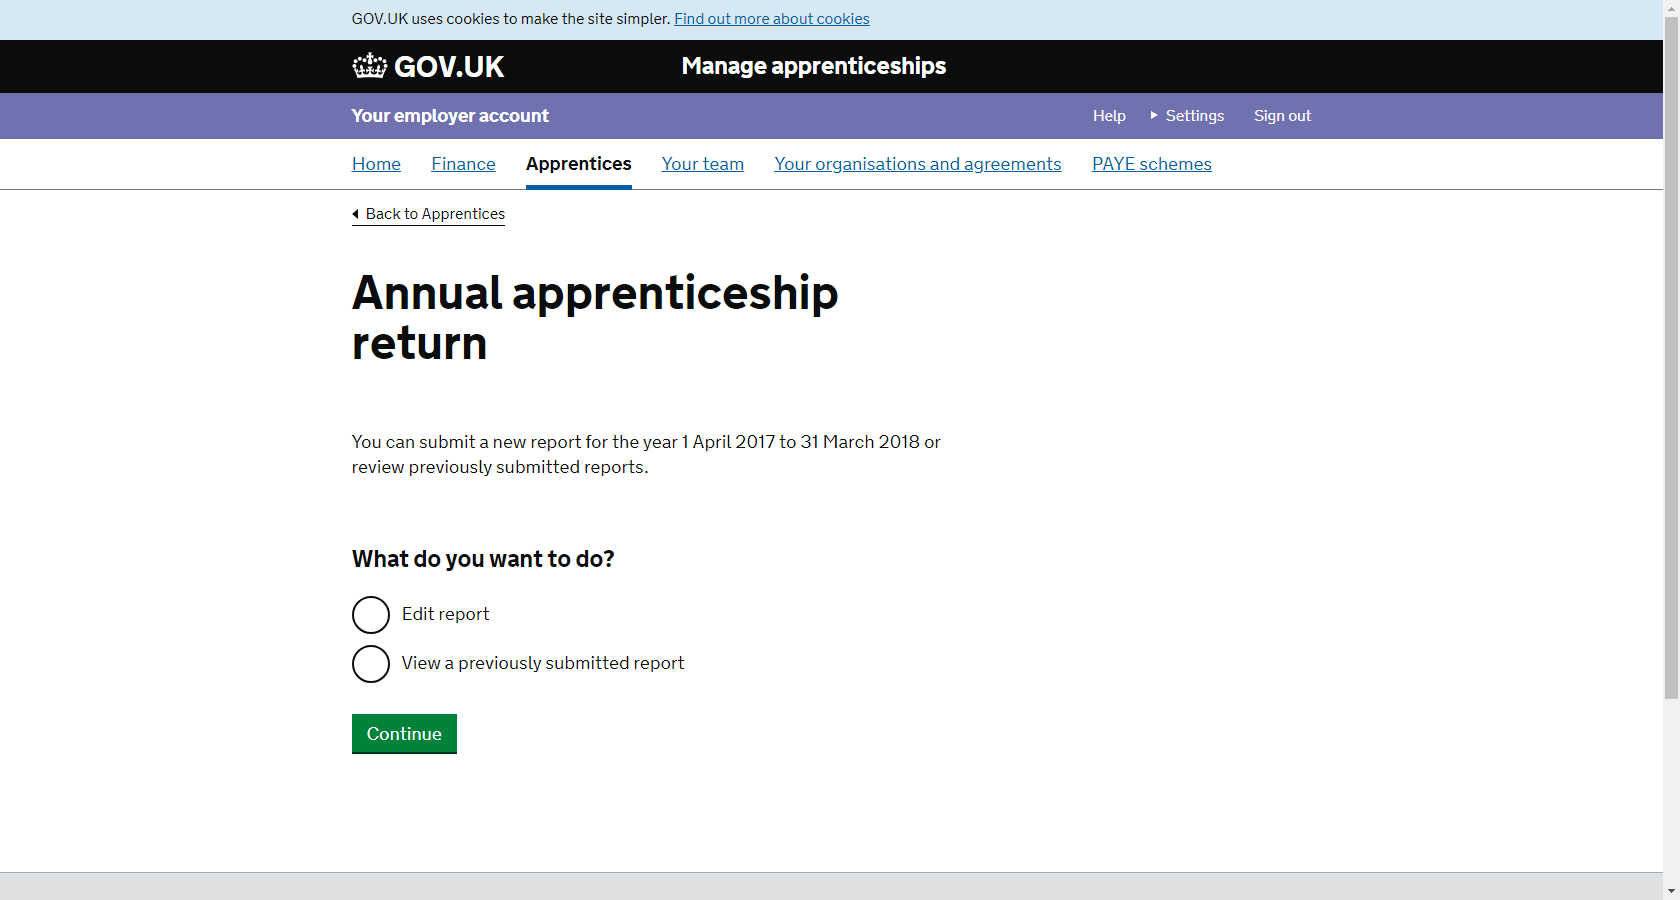 GOV.UK uses cookies to make the site simpler. Find out more about cookies
GOV.UK
Manage apprenticeships
Your employer account
Help
Settings
Sign out
Home
Finance
Apprentices
Your team
Your organisations and agreements
PAYE schemes
Back to Apprentices
Annual apprenticeship
return
You can submit a new report for the year 1 April 2017 to 31 March 2018 or
review previously submitted reports.
What do you want to do?
Edit report
View a previously submitted report
Continue